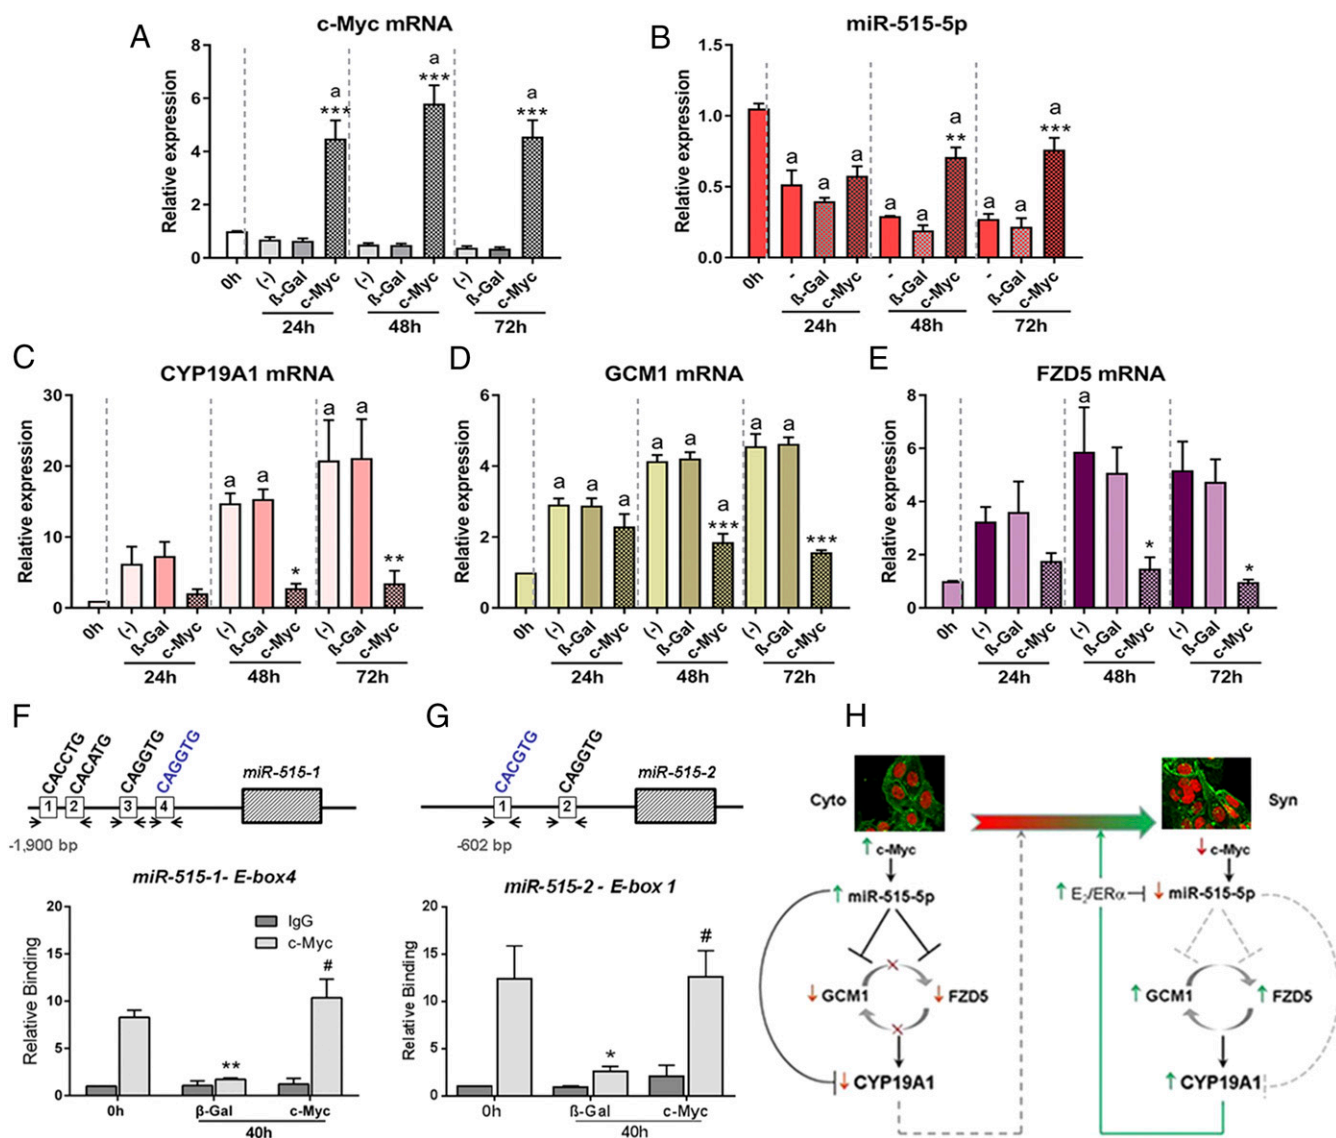 A
c-Myc mRNA
Relative expression
8
6
4
2
0
a
***
a
***
a
***
0h
(-)
ß-Gal
c-Myc
(-)
ß-Gal
c-Myc
(-)
ß-Gal
c-Myc
24h
48h
72h
B
miR-515-5p
Relative expression
1.5
1.0
0.5
0.0
a
a
a
a
a
a
**
a
a
a
***
0h
-
ß-Gal
c-Myc
-
ß-Gal
c-Myc
-
ß-Gal
c-Myc
24h
48h
72h
C
CYP19A1 mRNA
Relative expression
30
20
10
0
a
a
*
a
a
**
0h
(-)
ß-Gal
c-Myc
(-)
ß-Gal
c-Myc
(-)
ß-Gal
c-Myc
24h
48h
72h
D
GCM1 mRNA
Relative expression
6
4
2
0
a
a
a
a
a
a
***
a
a
***
0h
(-)
ß-Gal
c-Myc
(-)
ß-Gal
c-Myc
(-)
ß-Gal
c-Myc
24h
48h
72h
E
FZD5 mRNA
Relative expression
8
6
4
2
0
a
*
*
0h
(-)
ß-Gal
c-Myc
(-)
ß-Gal
c-Myc
(-)
ß-Gal
c-Myc
24h
48h
72h
F
CACCTG
CACATG
CAGGTG
CAGGTG
miR-515-1
1
2
3
4
-1,900 bp
miR-515-1- E-box4
Relative Binding
20
15
10
5
0
IgG
c-Myc
**
#
0h
β-Gal
c-Myc
40h
G
CACGTG
CAGGTG
miR-515-2
1
2
-602 bp
miR-515-2 - E-box 1
Relative Binding
20
15
10
5
0
*
#
0h
ß-Gal
c-Myc
40h
H
Cyto
Syn
↑ c-Myc
↑ miR-515-5p
↓ GCM1
↓ FZD5
↓ CYP19A1
↓ c-Myc
↑ E₂/ERα
↓ miR-515-5p
↑ GCM1
↑ FZD5
↑ CYP19A1